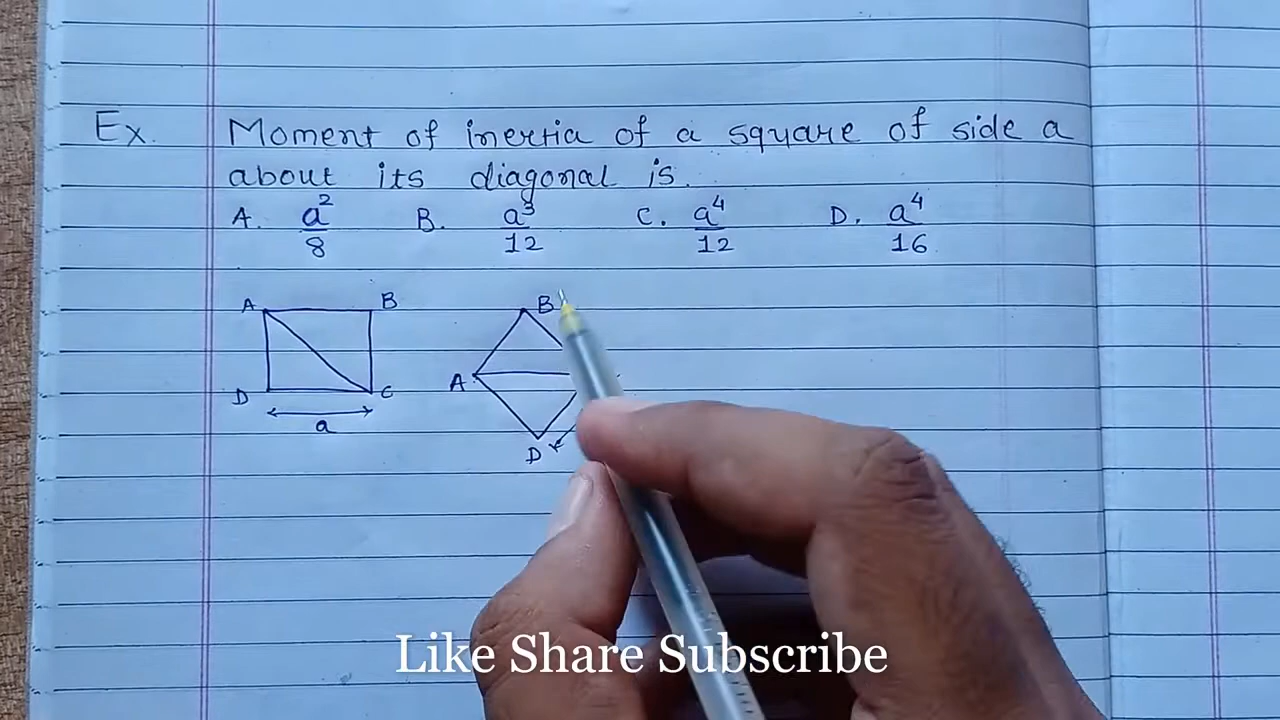 Ex. Moment of inertia of a square of side a
about its diagonal is.
A. a²/8 B. a³/12 C. a⁴/12 D. a⁴/16
A B B
A
D C
a D
Like Share Subscribe